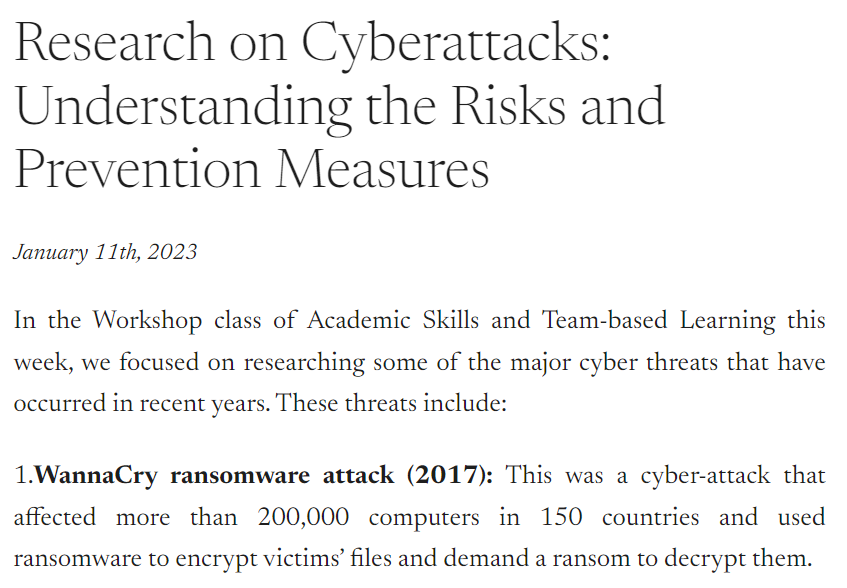 Research on Cyberattacks:
Understanding the Risks and
Prevention Measures
January 11th, 2023
In the Workshop class of Academic Skills and Team-based Learning this
week, we focused on researching some of the major cyber threats that have
occurred in recent years. These threats include:
1.WannaCry ransomware attack (2017): This was a cyber-attack that
affected more than 200,000 computers in 150 countries and used
ransomware to encrypt victims’ files and demand a ransom to decrypt them.